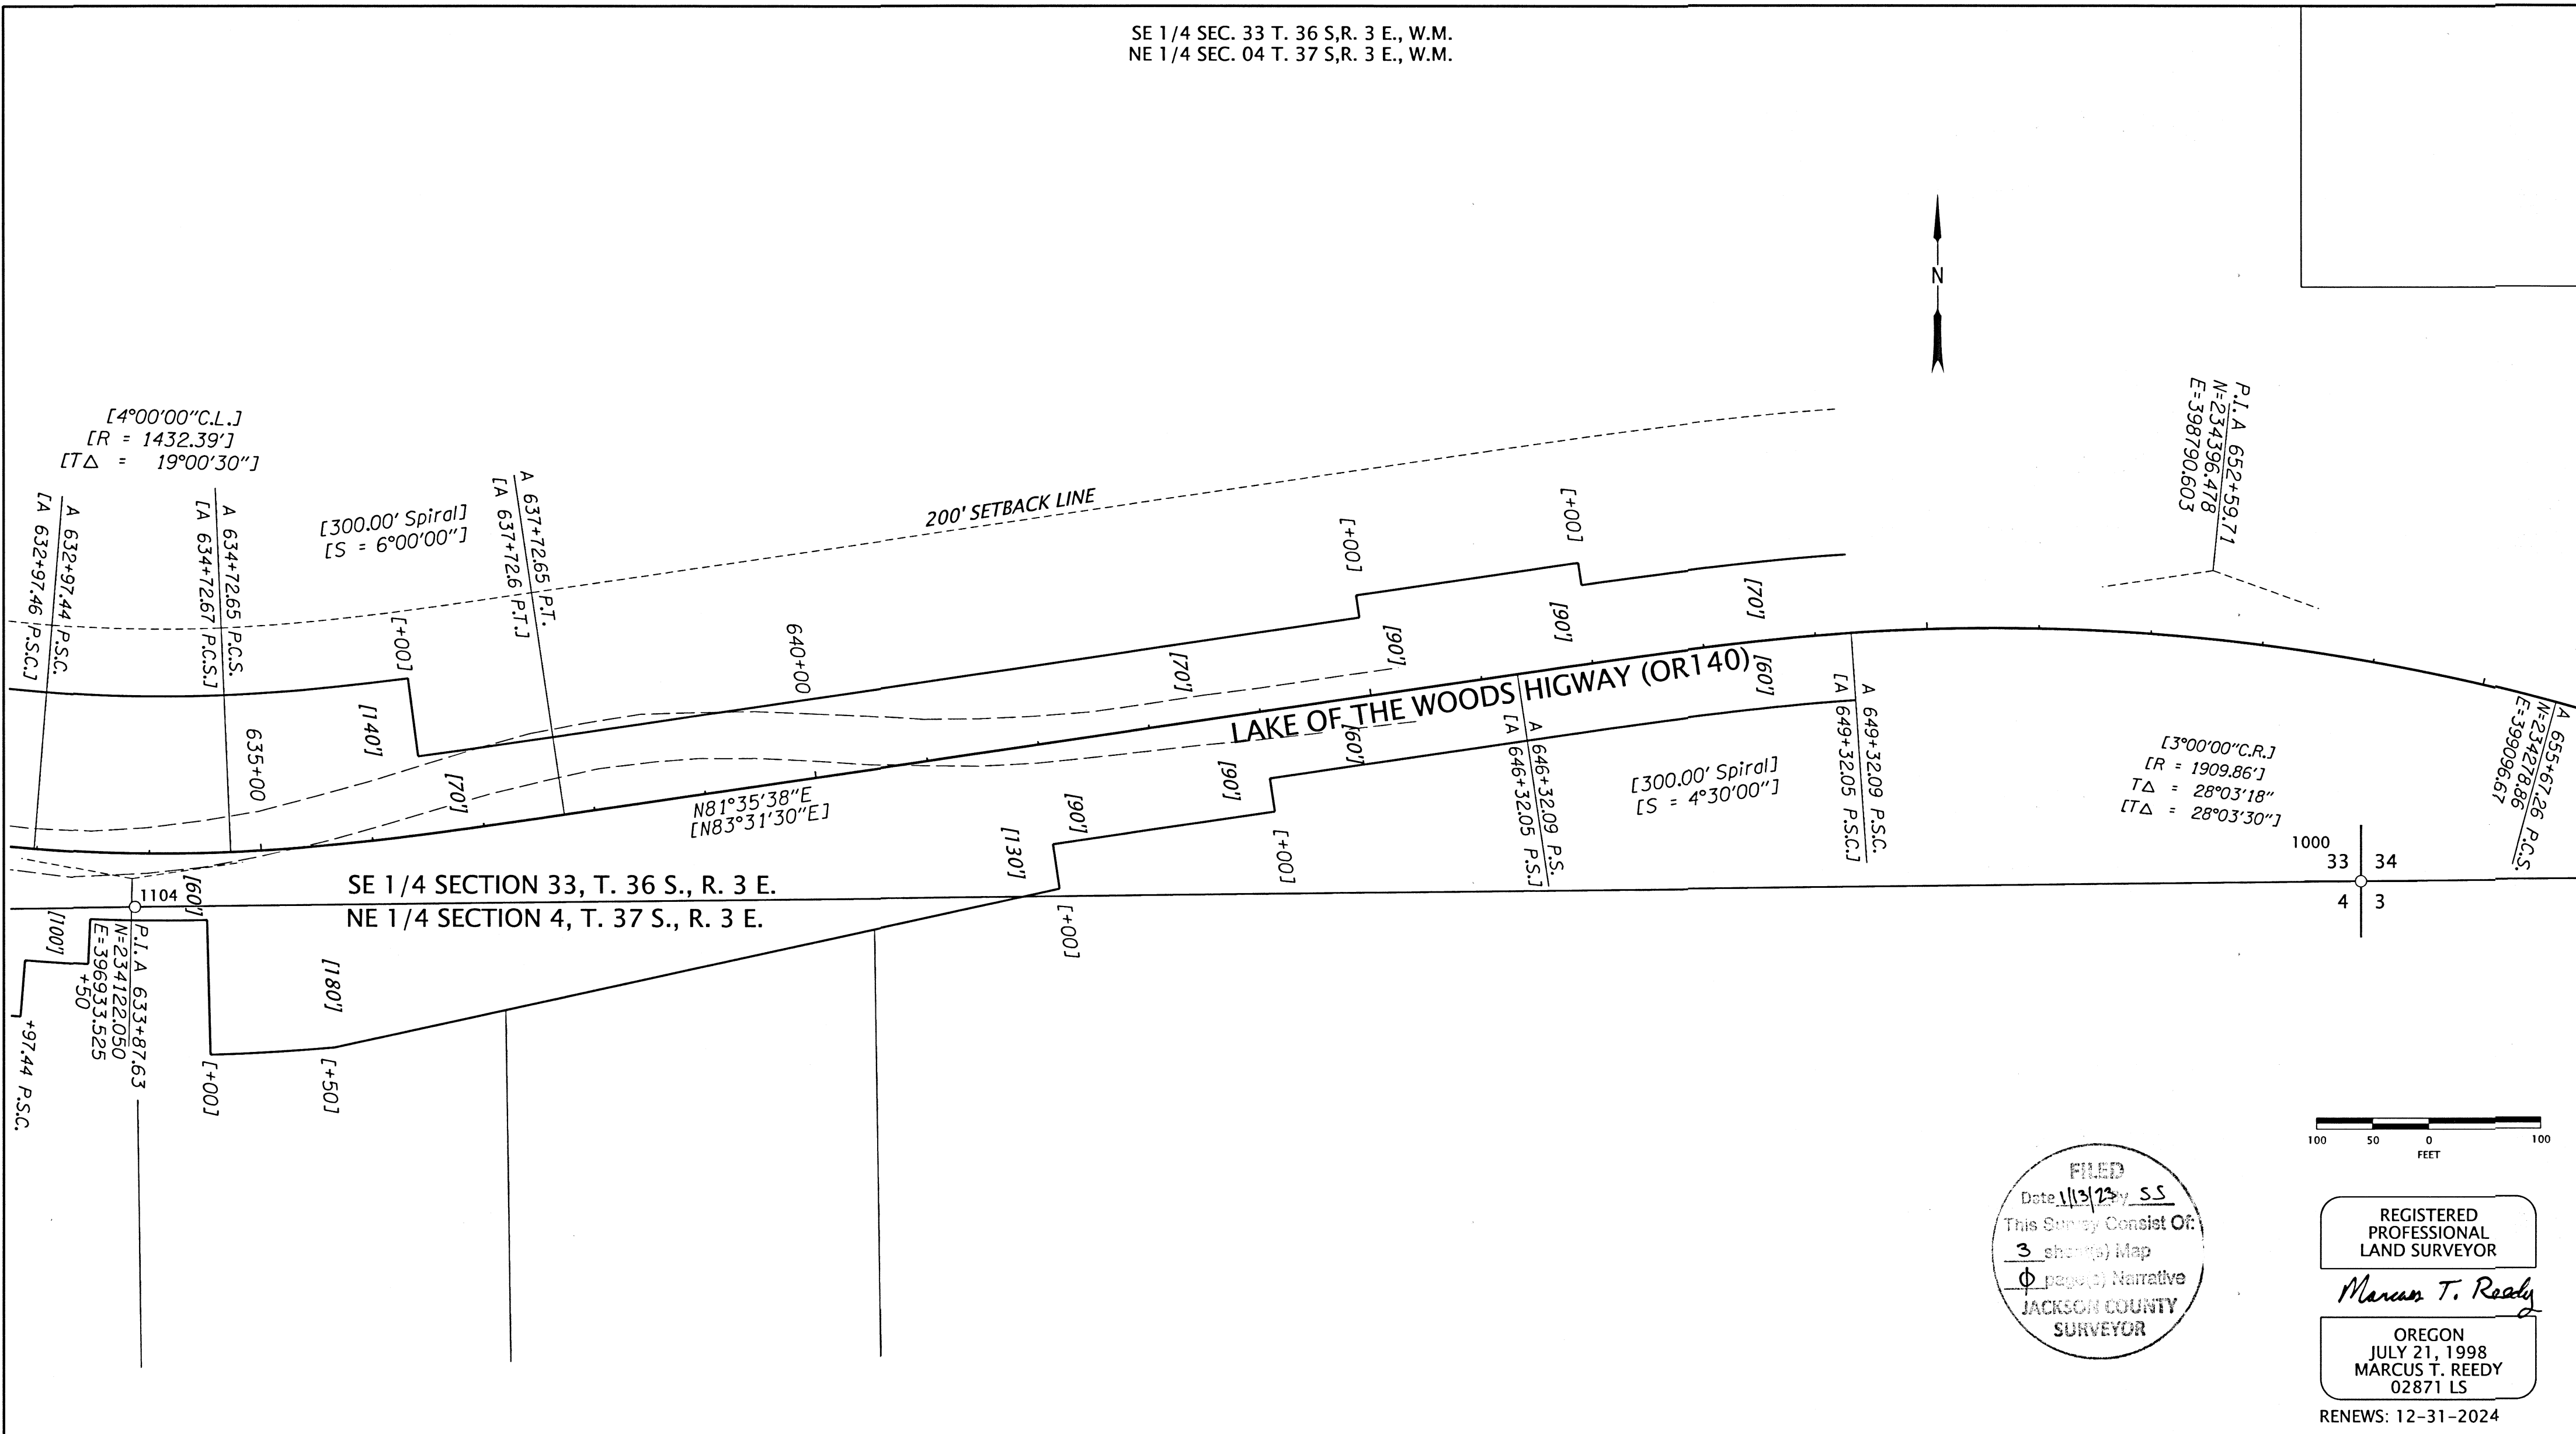 SE 1/4 SEC. 33 T. 36 S,R. 3 E., W.M.
NE 1/4 SEC. 04 T. 37 S,R. 3 E., W.M.
N
P.I. A 652+59.71
N=234396.478
E=398790.603
[4°00'00"C.L.]
[R = 1432.39']
[T△ = 19°00'30"]
A 632+97.44 P.S.C.
[A 632+97.46 P.S.C.]
A 634+72.65 P.C.S.
[A 634+72.67 P.C.S.]
[300.00' Spiral]
[S = 6°00'00"]
A 637+72.65 P.T.
[A 637+72.6 P.T.]
200' SETBACK LINE
[+00]
[+00]
[+00]
[140']
635+00
[70']
640+00
[70']
[90']
[90']
[70']
[60']
LAKE OF THE WOODS HIGWAY (OR140)
[60']
N81°35'38"E
[N83°31'30"E]
[130']
[90']
[90']
[+00]
A 646+32.09 P.S.
[A 646+32.05 P.S.]
[300.00' Spiral]
[S = 4°30'00"]
A 649+32.09 P.S.C.
[A 649+32.05 P.S.C.]
[3°00'00"C.R.]
[R = 1909.86']
T△ = 28°03'18"
[T△ = 28°03'30"]
A 655+67.26 P.C.S.
N=234278.86
E=399096.67
1000
33 34
4 3
1104
[60']
SE 1/4 SECTION 33, T. 36 S., R. 3 E.
NE 1/4 SECTION 4, T. 37 S., R. 3 E.
[100']
P.I. A 633+87.63
N=234122.050
E=396933.525
+50
+97.44 P.S.C.
[180']
[+00]
[+50]
[+00]
100 50 0 100
FEET
FILED
Date 1/13/23 By SS
This Survey Consist Of:
3 sheet(s) Map
0 page(s) Narrative
JACKSON COUNTY
SURVEYOR
REGISTERED
PROFESSIONAL
LAND SURVEYOR
Marcus T. Reedy
OREGON
JULY 21, 1998
MARCUS T. REEDY
02871 LS
RENEWS: 12-31-2024